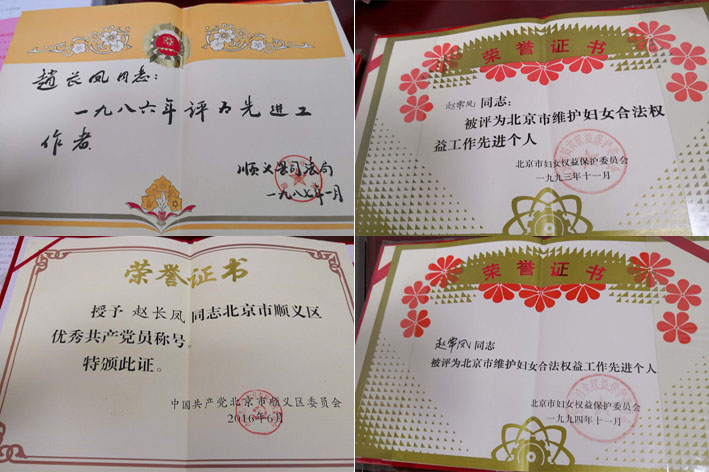 趙长凤同志:
一九八六年评为先进工
作者
顺义县司法局
一九八七年一月
荣誉证书
赵常凤同志:
被评为北京市维护妇女合法权
益工作先进个人
北京市妇女权益保护委员会
一九九三年十一月
荣誉证书
授予 赵长凤 同志北京市顺义区
优秀共产党员称号。
特颁此证。
中国共产党北京市顺义区委员会
2016年6月
荣誉证书
赵常凤同志
被评为北京市维护妇女合法权益工作先进个人
北京市妇女权益保护委员会
一九九四年十一月